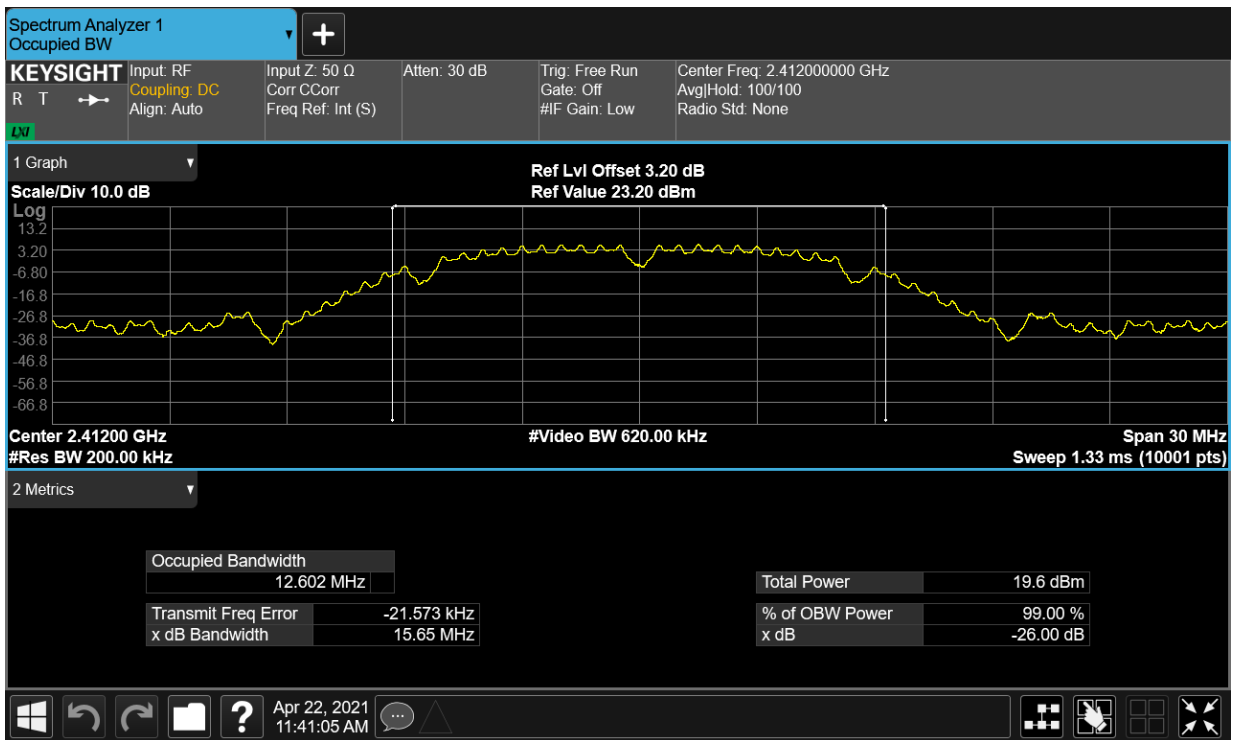 Spectrum Analyzer 1
Occupied BW
KEYSIGHT
R T
LXI
Input: RF
Coupling: DC
Align: Auto
Input Z: 50 Ω
Corr CCorr
Freq Ref: Int (S)
Atten: 30 dB
Trig: Free Run
Gate: Off
#IF Gain: Low
Center Freq: 2.412000000 GHz
Avg|Hold: 100/100
Radio Std: None
1 Graph
Scale/Div 10.0 dB
Ref Lvl Offset 3.20 dB
Ref Value 23.20 dBm
Log
13.2
3.20
-6.80
-16.8
-26.8
-36.8
-46.8
-56.8
-66.8
Center 2.41200 GHz
#Video BW 620.00 kHz
Span 30 MHz
#Res BW 200.00 kHz
Sweep 1.33 ms (10001 pts)
2 Metrics
Occupied Bandwidth
12.602 MHz
Total Power 19.6 dBm
Transmit Freq Error -21.573 kHz
% of OBW Power 99.00 %
x dB Bandwidth 15.65 MHz
x dB -26.00 dB
?
Apr 22, 2021
11:41:05 AM